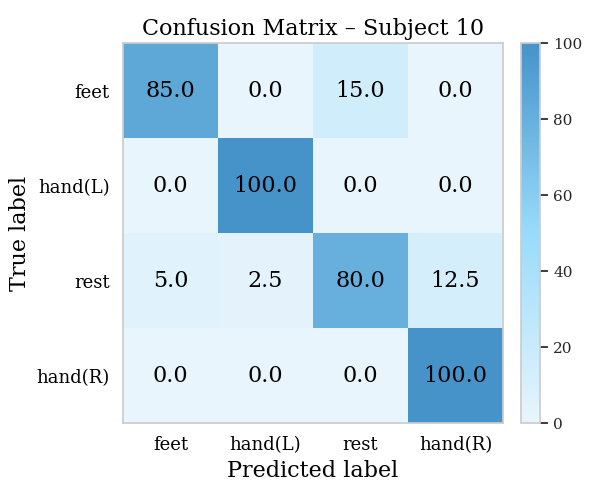 Confusion Matrix – Subject 10
True label
feet 85.0 0.0 15.0 0.0
hand(L) 0.0 100.0 0.0 0.0
rest 5.0 2.5 80.0 12.5
hand(R) 0.0 0.0 0.0 100.0
feet hand(L) rest hand(R)
Predicted label
100
80
60
40
20
0